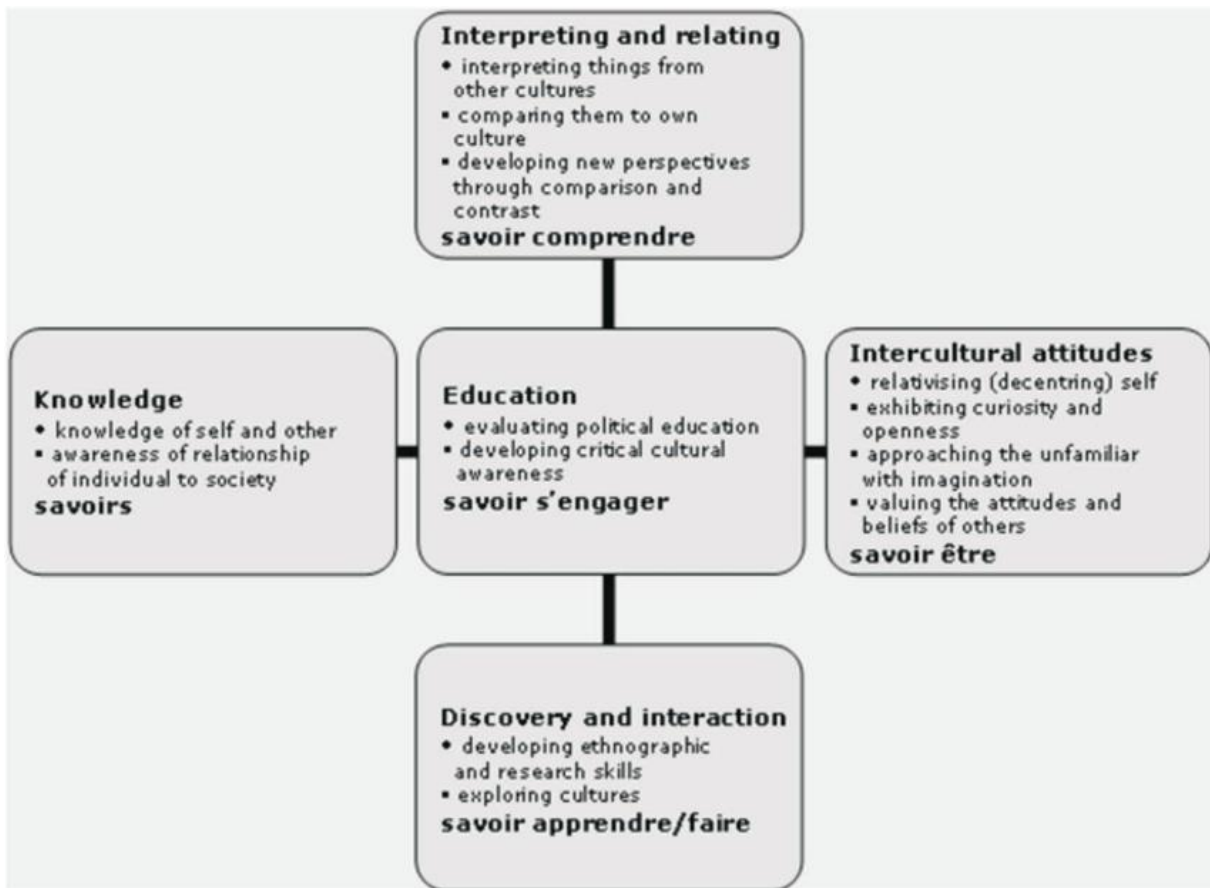 Interpreting and relating
• interpreting things from
other cultures
▪ comparing them to own
culture
▪ developing new perspectives
through comparison and
contrast
savoir comprendre
Knowledge
• knowledge of self and other
▪ awareness of relationship
of individual to society
savoirs
Education
• evaluating political education
▪ developing critical cultural
awareness
savoir s'engager
Intercultural attitudes
• relativising (decentring) self
▪ exhibiting curiosity and
openness
▪ approaching the unfamiliar
with imagination
▪ valuing the attitudes and
beliefs of others
savoir être
Discovery and interaction
• developing ethnographic
and research skills
▪ exploring cultures
savoir apprendre/faire